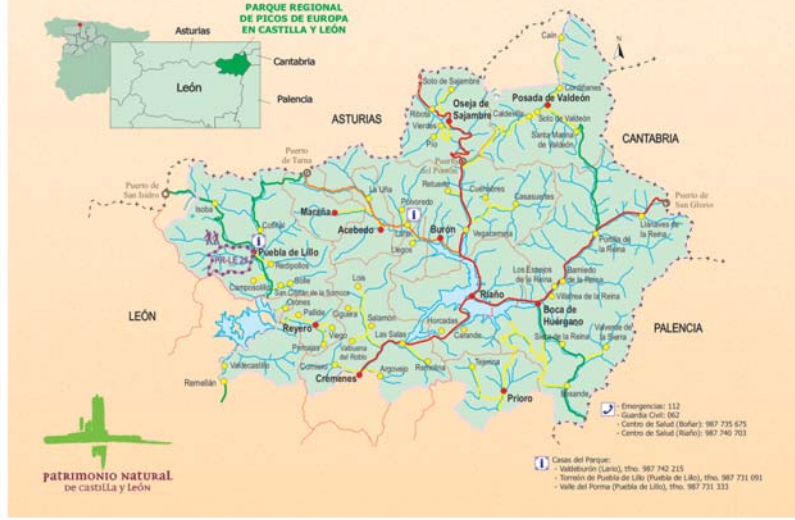 PARQUE REGIONAL
DE PICOS DE EUROPA
EN CASTILLA Y LEÓN
Asturias
Cantabria
León
Palencia
N
Caín
Cordiñanes
Soto de Sajambre
Oseja de
Sajambre
Posada de Valdeón
Ribota
Caldevilla
Soto de Valdeón
Vierdes
Pío
Santa Marina
de Valdeón
ASTURIAS
CANTABRIA
Puerto
de Tarna
Puerto
del Pontón
Puerto de
San Isidro
Puerto de
San Glorio
La Uña
Retuerto
Cuénabres
Casasuertes
Polvoredo
Isoba
Maraña
Cofiñal
Acebedo
Lario
Burón
Vegacerneja
Llánaves de
la Reina
Liegos
Portilla de
la Reina
Puebla de Lillo
PR-LE 28
Redipollos
Los Espejos
de la Reina
Barniedo
de la Reina
Camposolillo
Solle
Lois
Villafrea de la Reina
San Cibrián de la Somoza
Riaño
Orones
Ciguera
Boca de
Huérgano
LEÓN
Pallide
Salamón
Horcadas
Reyero
Viego
Las Salas
Carande
Siero de la Reina
Valverde de
la Sierra
PALENCIA
Primajas
Valbuena
del Roblo
Valdecastillo
Corniero
Remolina
Tejerina
Argovejo
Besande
Remellán
Crémenes
Prioro
- Emergencias: 112
- Guardia Civil: 062
- Centro de Salud (Boñar): 987 735 675
- Centro de Salud (Riaño): 987 740 703
Casas del Parque:
- Valdeburón (Lario), tfno. 987 742 215
- Torreón de Puebla de Lillo (Puebla de Lillo), tfno. 987 731 091
- Valle del Porma (Puebla de Lillo), tfno. 987 731 333
PATRIMONIO NATURAL
DE CASTILLA Y LEÓN